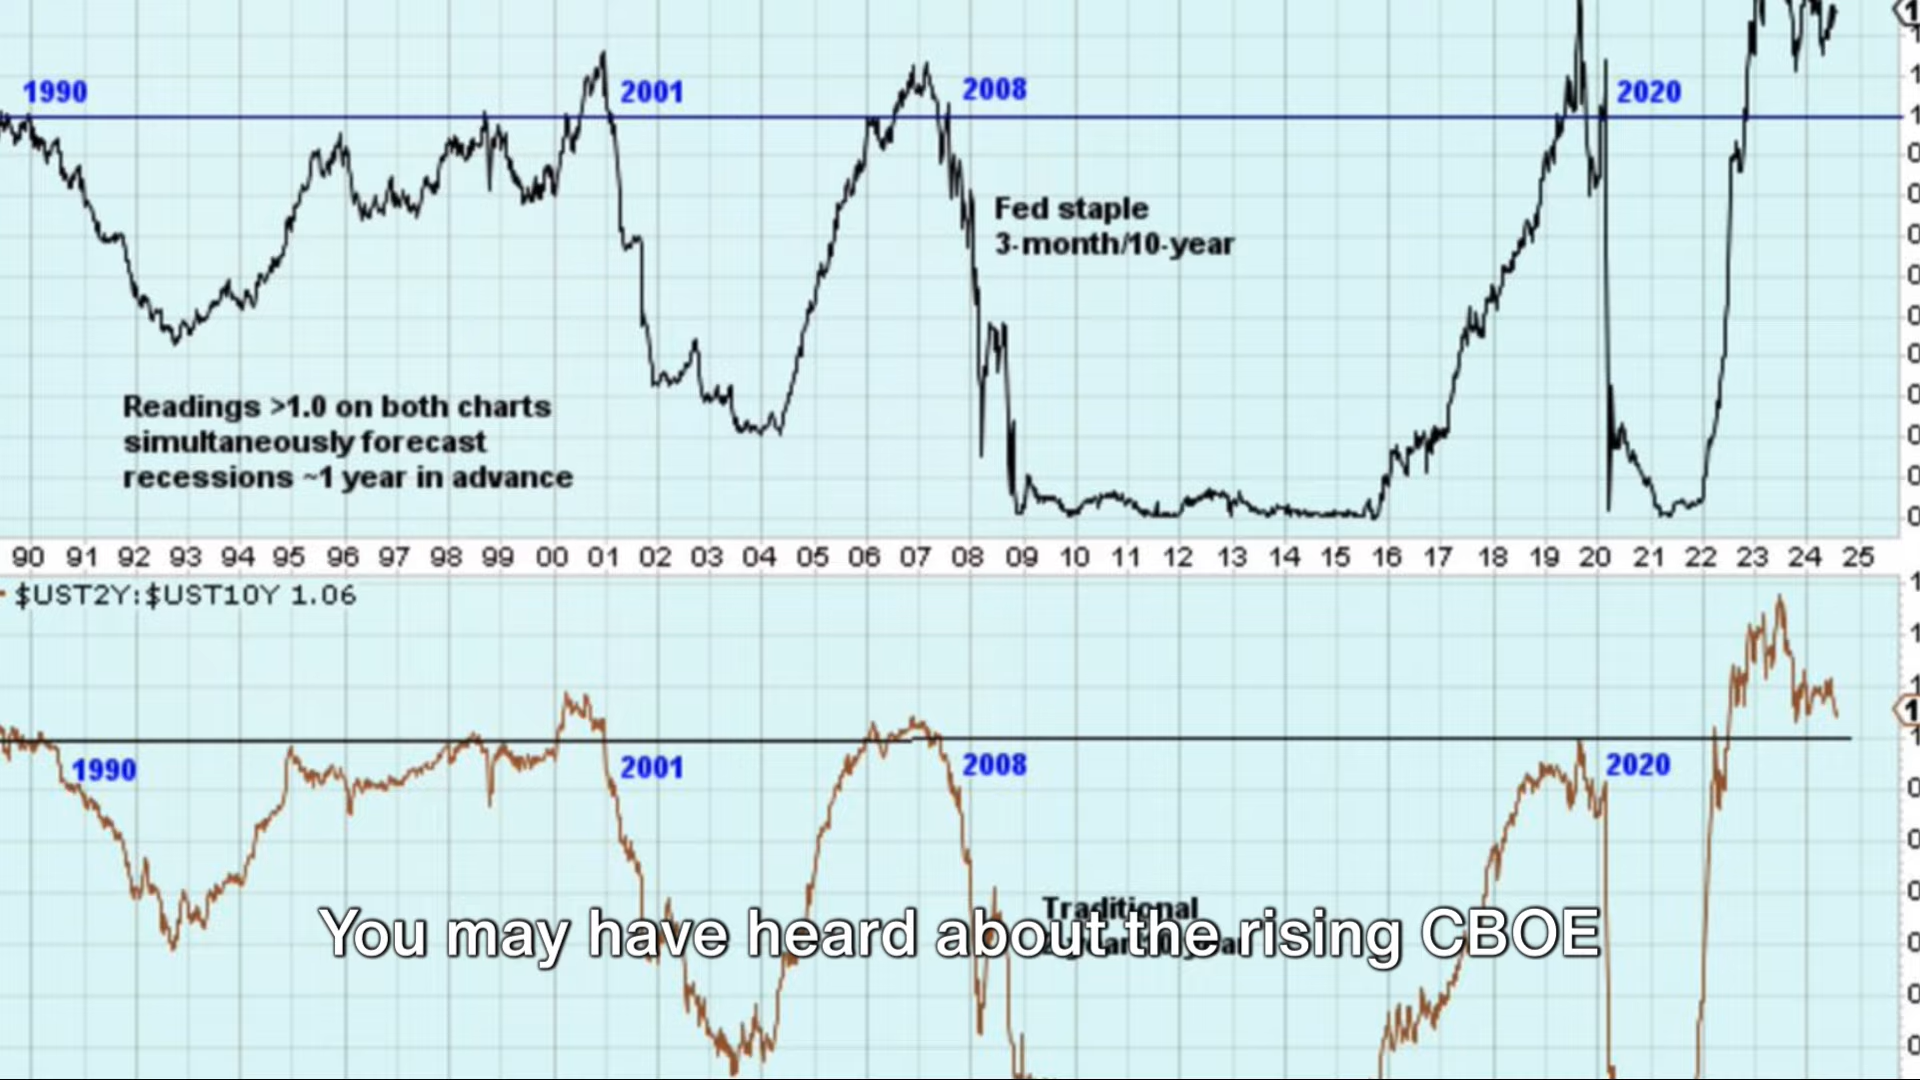 1990
2001
2008
2020
Fed staple
3-month/10-year
Readings >1.0 on both charts
simultaneously forecast
recessions ~1 year in advance
90 91 92 93 94 95 96 97 98 99 00 01 02 03 04 05 06 07 08 09 10 11 12 13 14 15 16 17 18 19 20 21 22 23 24 25
$UST2Y:$UST10Y 1.06
1990
2001
2008
2020
Traditional
You may have heard about the rising CBOE